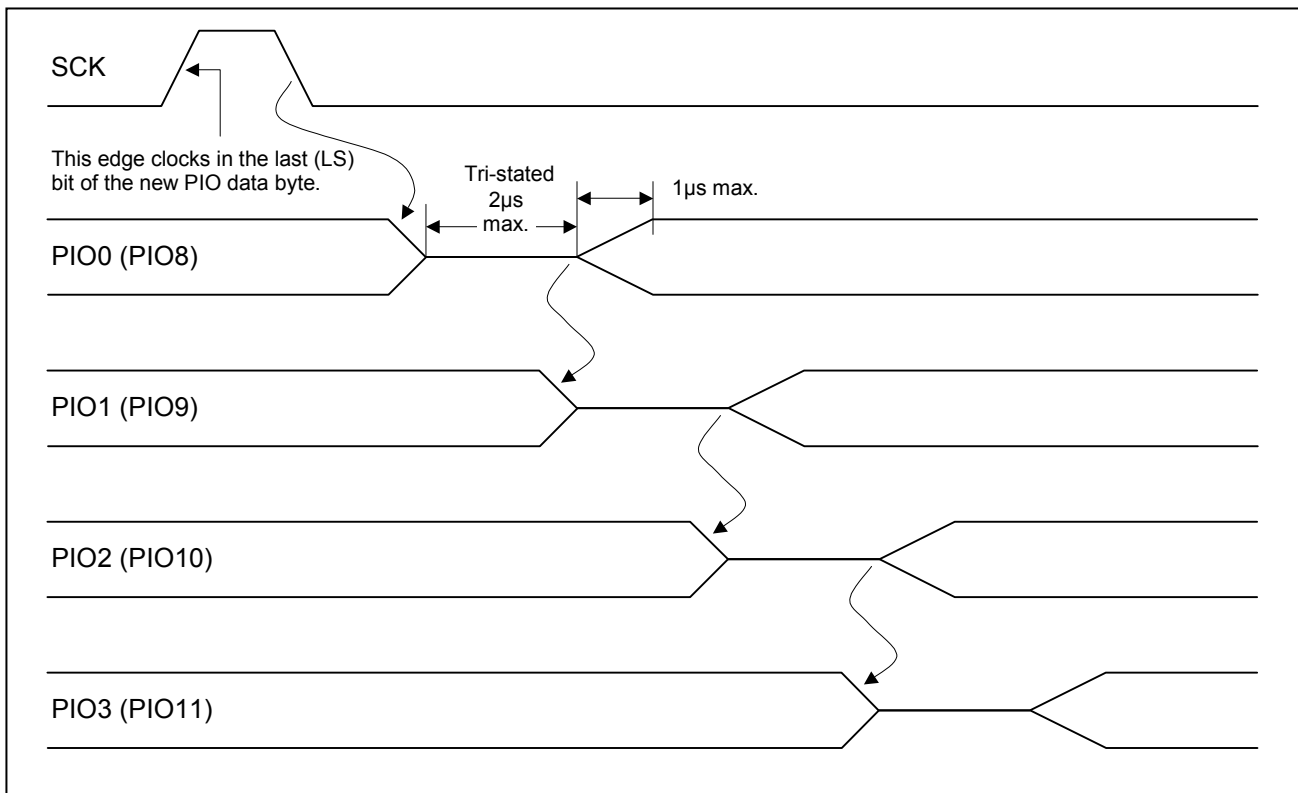 SCK
This edge clocks in the last (LS)
bit of the new PIO data byte.
Tri-stated
2µs
max.
1µs max.
PIO0 (PIO8)
PIO1 (PIO9)
PIO2 (PIO10)
PIO3 (PIO11)